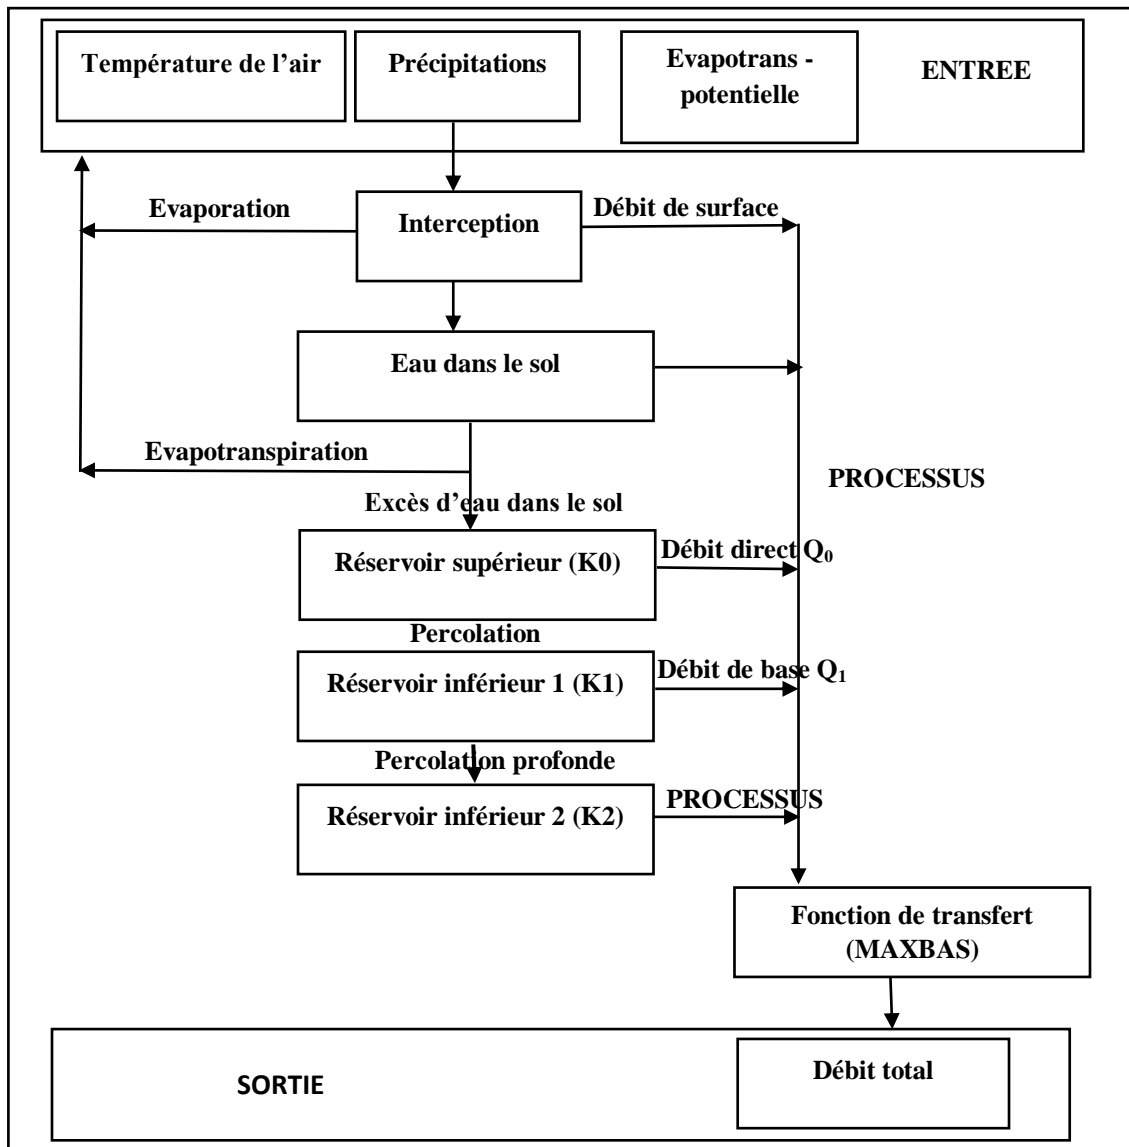 Température de l’air
Précipitations
Evapotrans -
potentielle
ENTREE
Evaporation
Interception
Débit de surface
Eau dans le sol
Evapotranspiration
PROCESSUS
Excès d’eau dans le sol
Réservoir supérieur (K0)
Débit direct Q₀
Percolation
Réservoir inférieur 1 (K1)
Débit de base Q₁
Percolation profonde
Réservoir inférieur 2 (K2)
PROCESSUS
Fonction de transfert
(MAXBAS)
SORTIE
Débit total